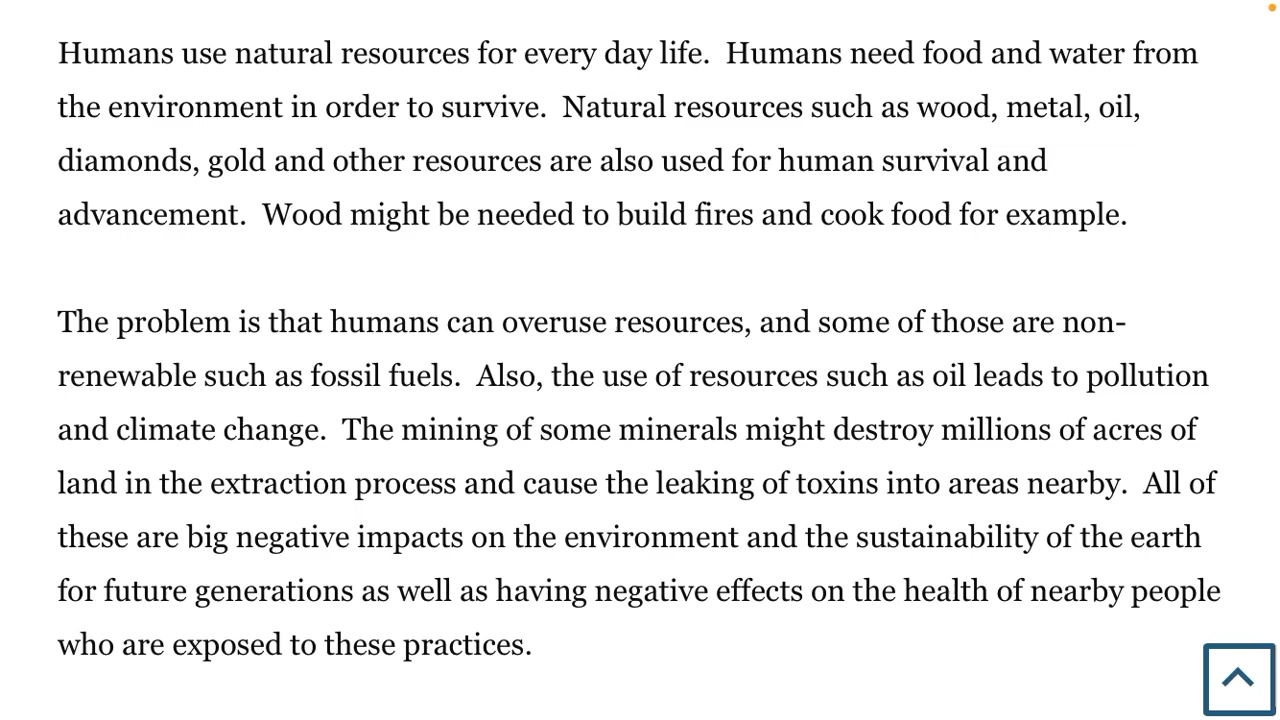 Humans use natural resources for every day life.  Humans need food and water from
the environment in order to survive.  Natural resources such as wood, metal, oil,
diamonds, gold and other resources are also used for human survival and
advancement.  Wood might be needed to build fires and cook food for example.
The problem is that humans can overuse resources, and some of those are non-
renewable such as fossil fuels.  Also, the use of resources such as oil leads to pollution
and climate change.  The mining of some minerals might destroy millions of acres of
land in the extraction process and cause the leaking of toxins into areas nearby.  All of
these are big negative impacts on the environment and the sustainability of the earth
for future generations as well as having negative effects on the health of nearby people
who are exposed to these practices.